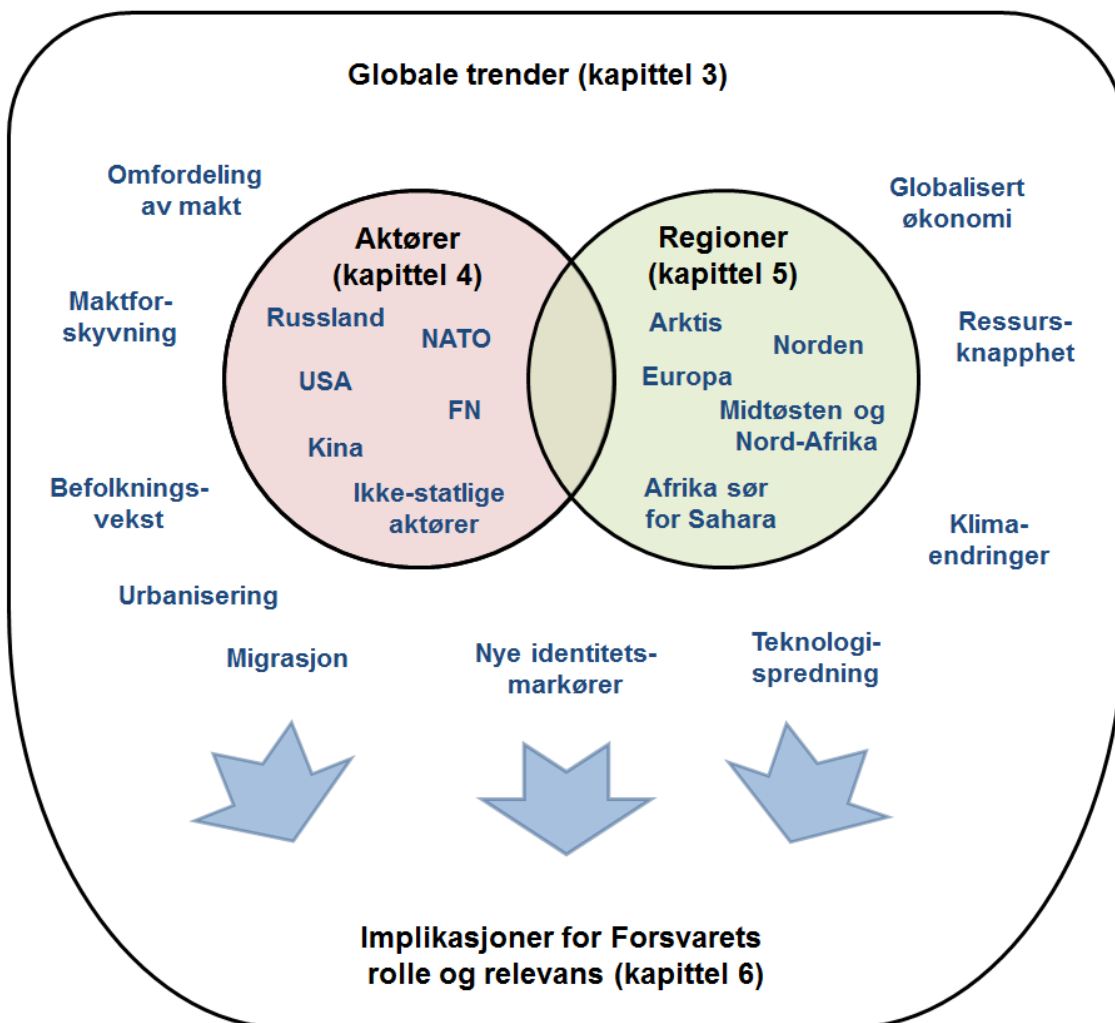 Globale trender (kapittel 3)
Omfordeling
av makt
Globalisert
økonomi
Aktører
(kapittel 4)
Regioner
(kapittel 5)
Maktfor-
skyvning
Russland
NATO
USA
FN
Kina
Ikke-statlige
aktører
Arktis
Norden
Europa
Midtøsten og
Nord-Afrika
Afrika sør
for Sahara
Ressurs-
knapphet
Befolknings-
vekst
Klima-
endringer
Urbanisering
Migrasjon
Nye identitets-
markører
Teknologi-
spredning
Implikasjoner for Forsvarets
rolle og relevans (kapittel 6)